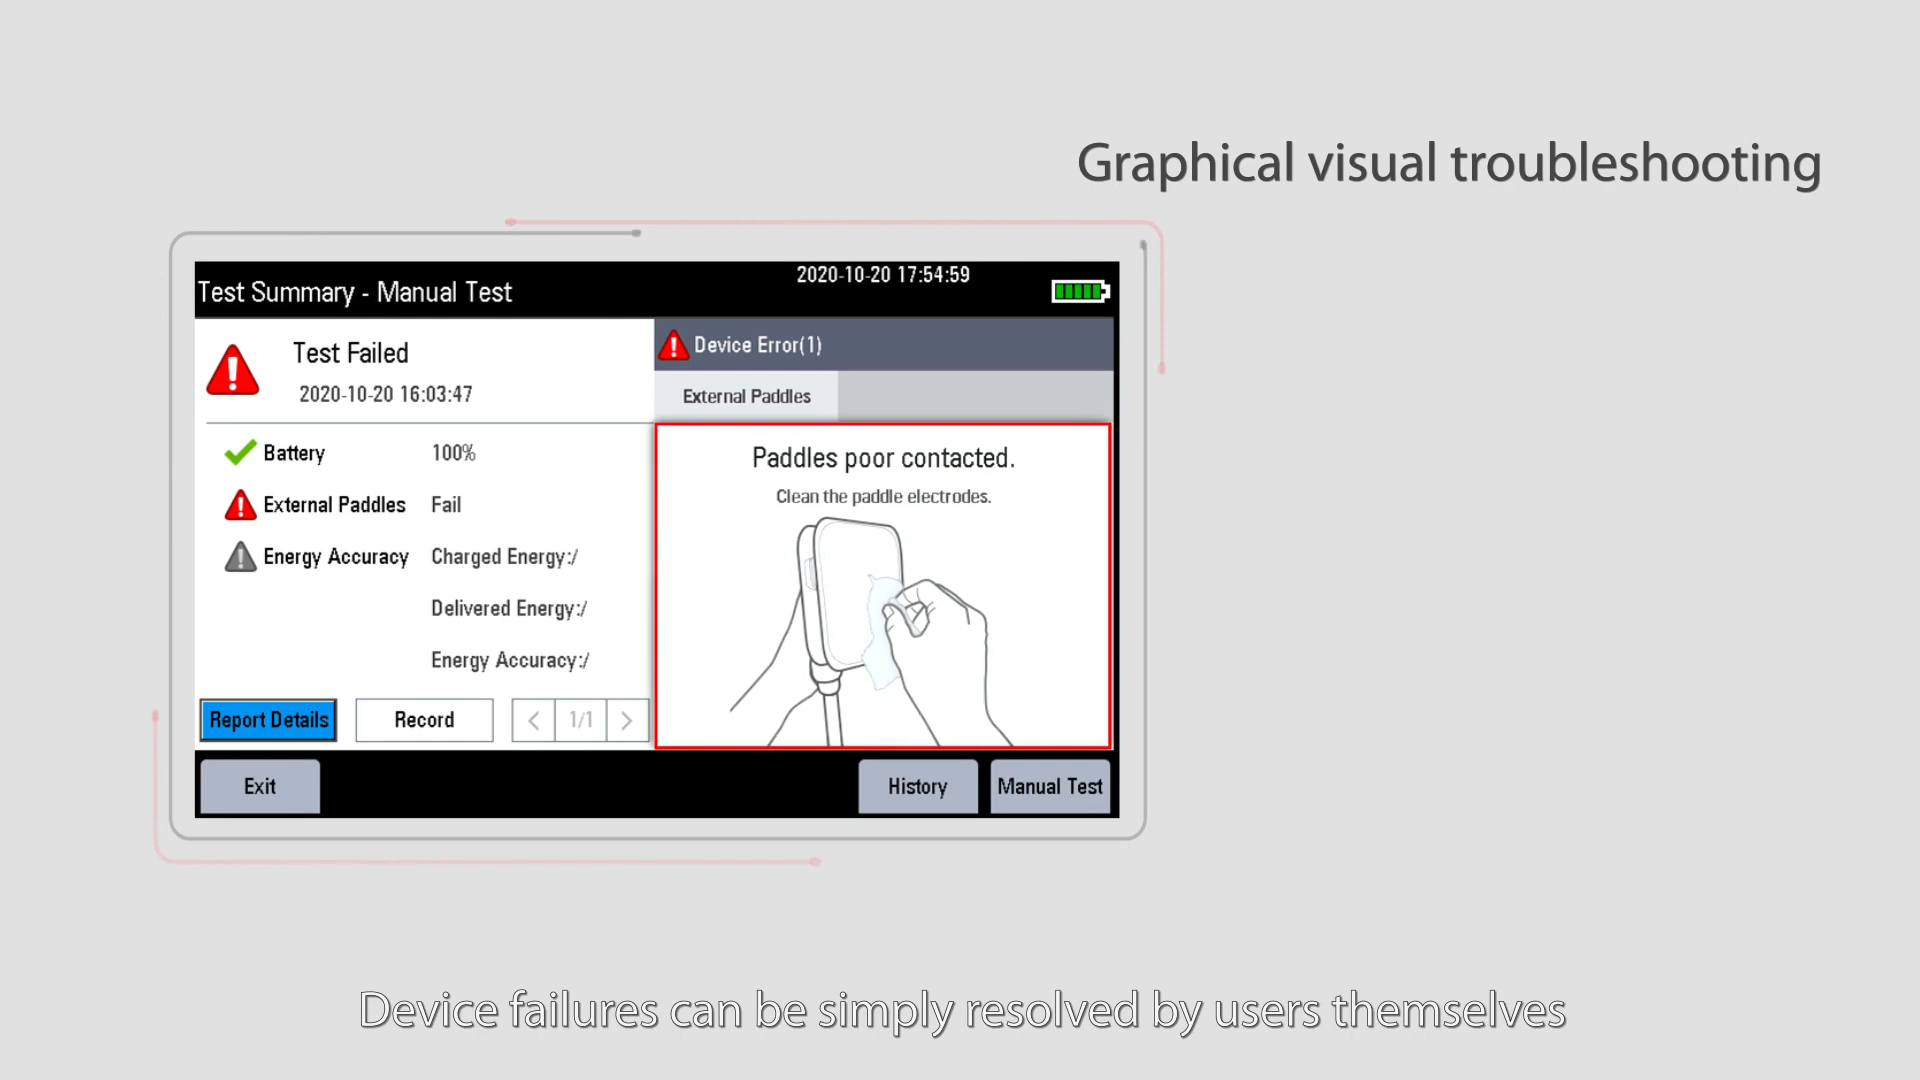 Graphical visual troubleshooting
Test Summary - Manual Test
2020-10-20 17:54:59
Test Failed
2020-10-20 16:03:47
Battery 100%
External Paddles Fail
Energy Accuracy Charged Energy:/
Delivered Energy:/
Energy Accuracy:/
Report Details Record < 1/1 >
Device Error(1)
External Paddles
Paddles poor contacted.
Clean the paddle electrodes.
Exit History Manual Test
Device failures can be simply resolved by users themselves